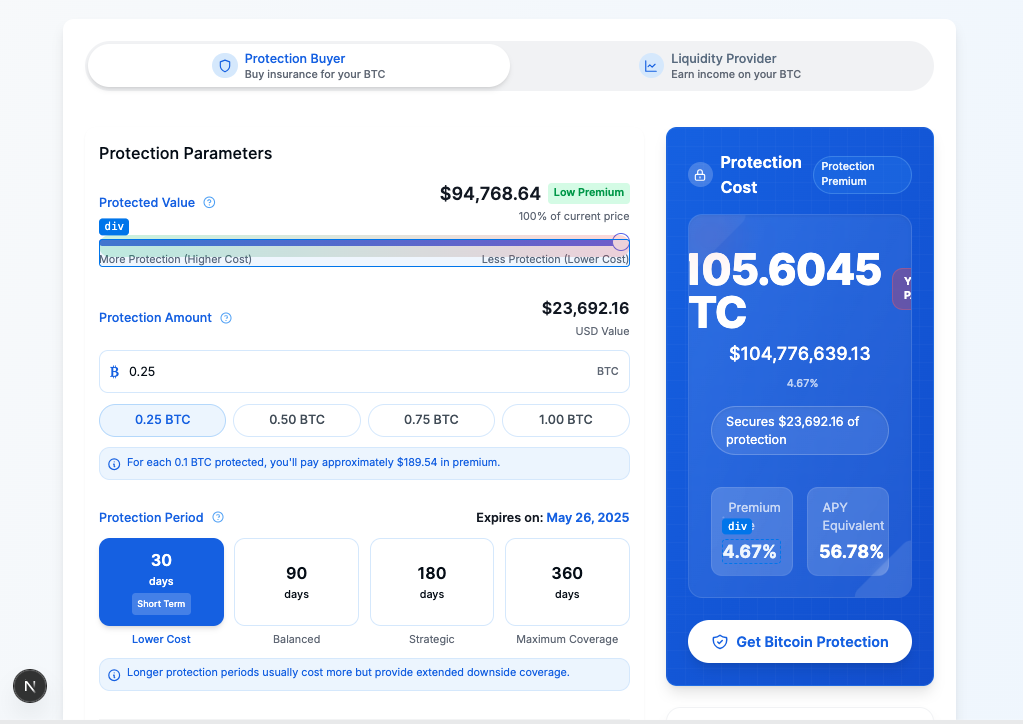 Protection Buyer
Buy insurance for your BTC
Liquidity Provider
Earn income on your BTC
Protection Parameters
Protected Value
$94,768.64 Low Premium
100% of current price
div
More Protection (Higher Cost) Less Protection (Lower Cost)
Protection Amount
$23,692.16
USD Value
0.25 BTC
0.25 BTC 0.50 BTC 0.75 BTC 1.00 BTC
For each 0.1 BTC protected, you'll pay approximately $189.54 in premium.
Protection Period
Expires on: May 26, 2025
30
days
Short Term
Lower Cost
90
days
Balanced
180
days
Strategic
360
days
Maximum Coverage
Longer protection periods usually cost more but provide extended downside coverage.
Protection
Cost
Protection
Premium
105.6045
TC
$104,776,639.13
4.67%
Secures $23,692.16 of
protection
Premium
div
4.67%
APY
Equivalent
56.78%
Get Bitcoin Protection
N